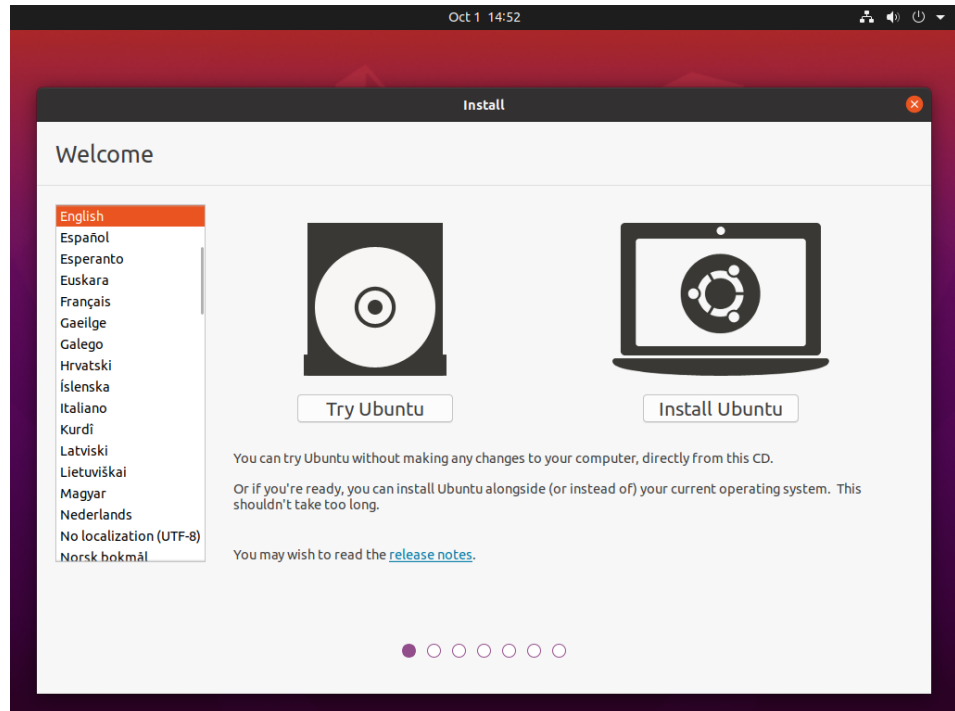 Oct 1 14:52
Install
Welcome
English
Español
Esperanto
Euskara
Français
Gaeilge
Galego
Hrvatski
Íslenska
Italiano
Kurdî
Latviski
Lietuviškai
Magyar
Nederlands
No localization (UTF-8)
Norsk bokmål
Try Ubuntu
Install Ubuntu
You can try Ubuntu without making any changes to your computer, directly from this CD.
Or if you're ready, you can install Ubuntu alongside (or instead of) your current operating system. This
shouldn't take too long.
You may wish to read the release notes.